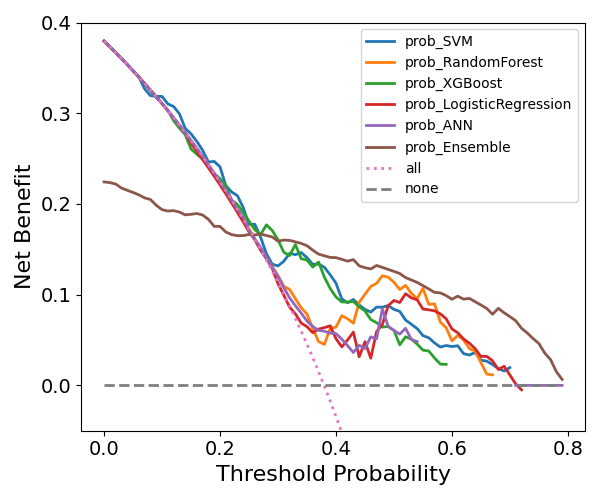 0.4
0.3
0.2
0.1
0.0
Net Benefit
prob_SVM
prob_RandomForest
prob_XGBoost
prob_LogisticRegression
prob_ANN
prob_Ensemble
all
none
0.0 0.2 0.4 0.6 0.8
Threshold Probability